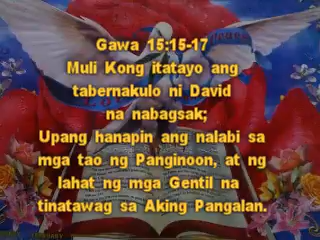 Gawa 15:15-17
Muli Kong itatayo ang
tabernakulo ni David
na nabagsak;
Upang hanapin ang nalabi sa
mga tao ng Panginoon, at ng
lahat ng mga Gentil na
tinatawag sa Aking Pangalan.